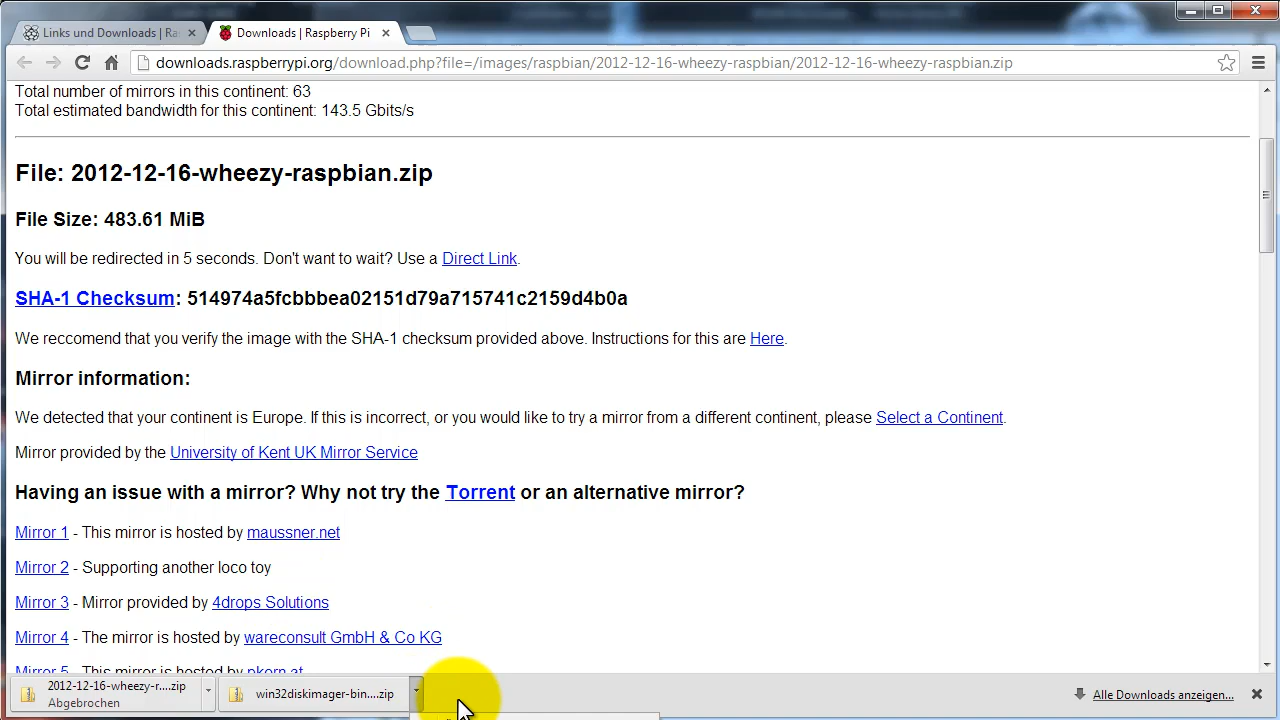 Links und Downloads | Ra
Downloads | Raspberry Pi
downloads.raspberrypi.org/download.php?file=/images/raspbian/2012-12-16-wheezy-raspbian/2012-12-16-wheezy-raspbian.zip
Total number of mirrors in this continent: 63
Total estimated bandwidth for this continent: 143.5 Gbits/s
File: 2012-12-16-wheezy-raspbian.zip
File Size: 483.61 MiB
You will be redirected in 5 seconds. Don't want to wait? Use a Direct Link.
SHA-1 Checksum: 514974a5fcbbbea02151d79a715741c2159d4b0a
We reccomend that you verify the image with the SHA-1 checksum provided above. Instructions for this are Here.
Mirror information:
We detected that your continent is Europe. If this is incorrect, or you would like to try a mirror from a different continent, please Select a Continent.
Mirror provided by the University of Kent UK Mirror Service
Having an issue with a mirror? Why not try the Torrent or an alternative mirror?
Mirror 1 - This mirror is hosted by maussner.net
Mirror 2 - Supporting another loco toy
Mirror 3 - Mirror provided by 4drops Solutions
Mirror 4 - The mirror is hosted by wareconsult GmbH & Co KG
Mirror 5 - This mirror is hosted by pkern.at
2012-12-16-wheezy-r....zip
Abgebrochen
win32diskimager-bin....zip
Alle Downloads anzeigen...